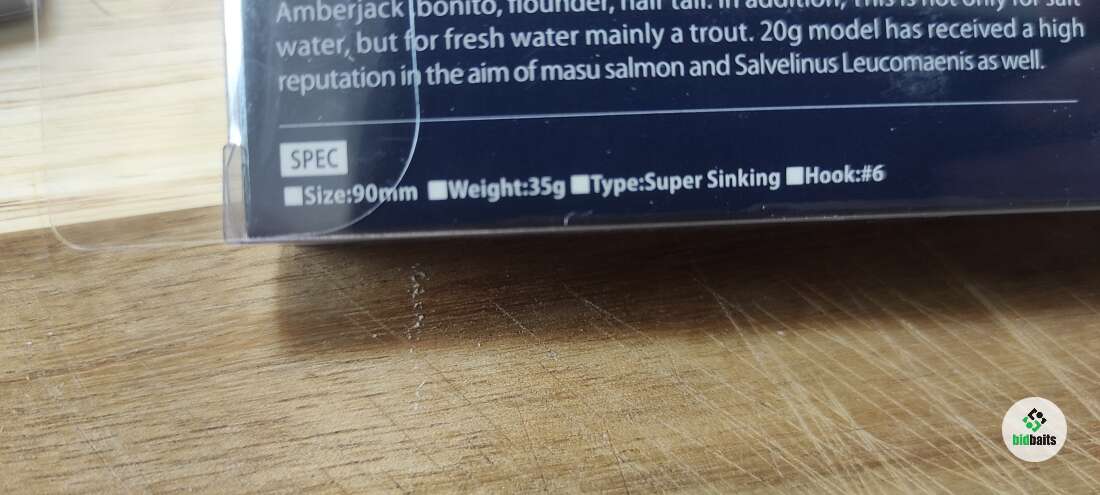 Amberjack, bonito, flounder, hair tail. In addition, This is not only for salt
water, but for fresh water mainly a trout. 20g model has received a high
reputation in the aim of masu salmon and Salvelinus Leucomaenis as well.
SPEC
■Size:90mm ■Weight:35g ■Type:Super Sinking ■Hook:#6
bidbaits